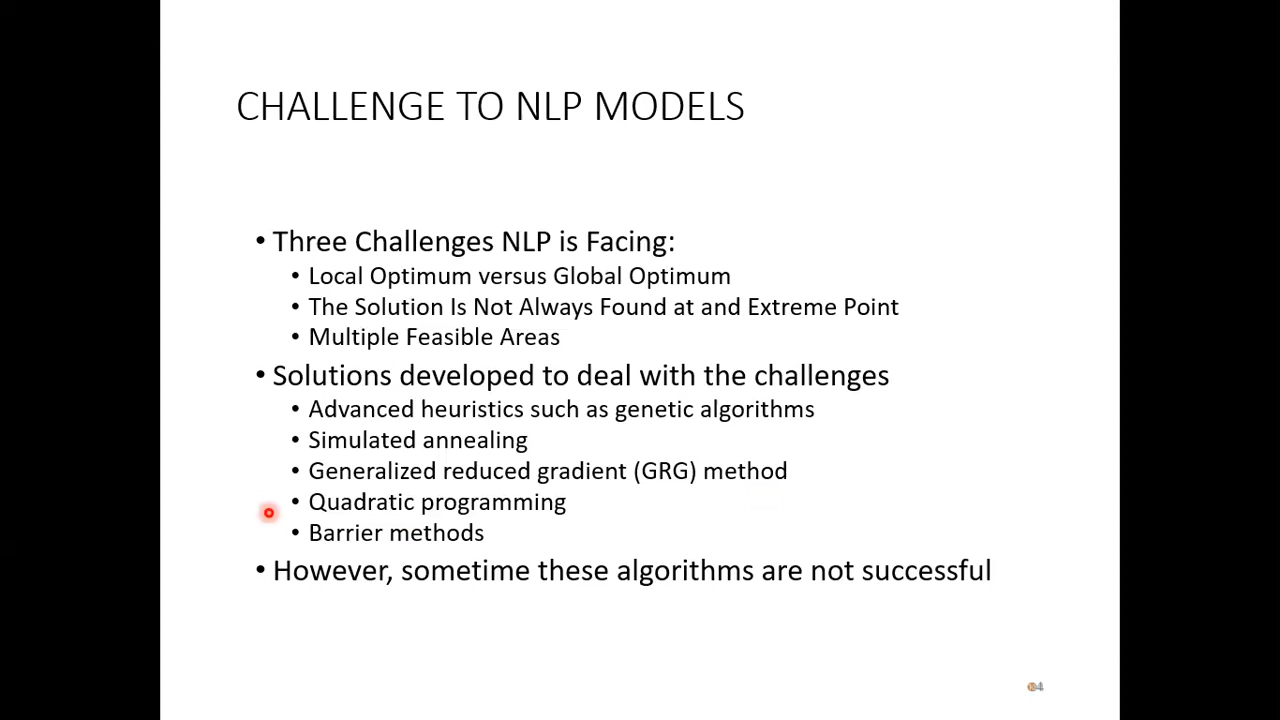 CHALLENGE TO NLP MODELS
• Three Challenges NLP is Facing:
• Local Optimum versus Global Optimum
• The Solution Is Not Always Found at and Extreme Point
• Multiple Feasible Areas
• Solutions developed to deal with the challenges
• Advanced heuristics such as genetic algorithms
• Simulated annealing
• Generalized reduced gradient (GRG) method
• Quadratic programming
• Barrier methods
• However, sometime these algorithms are not successful